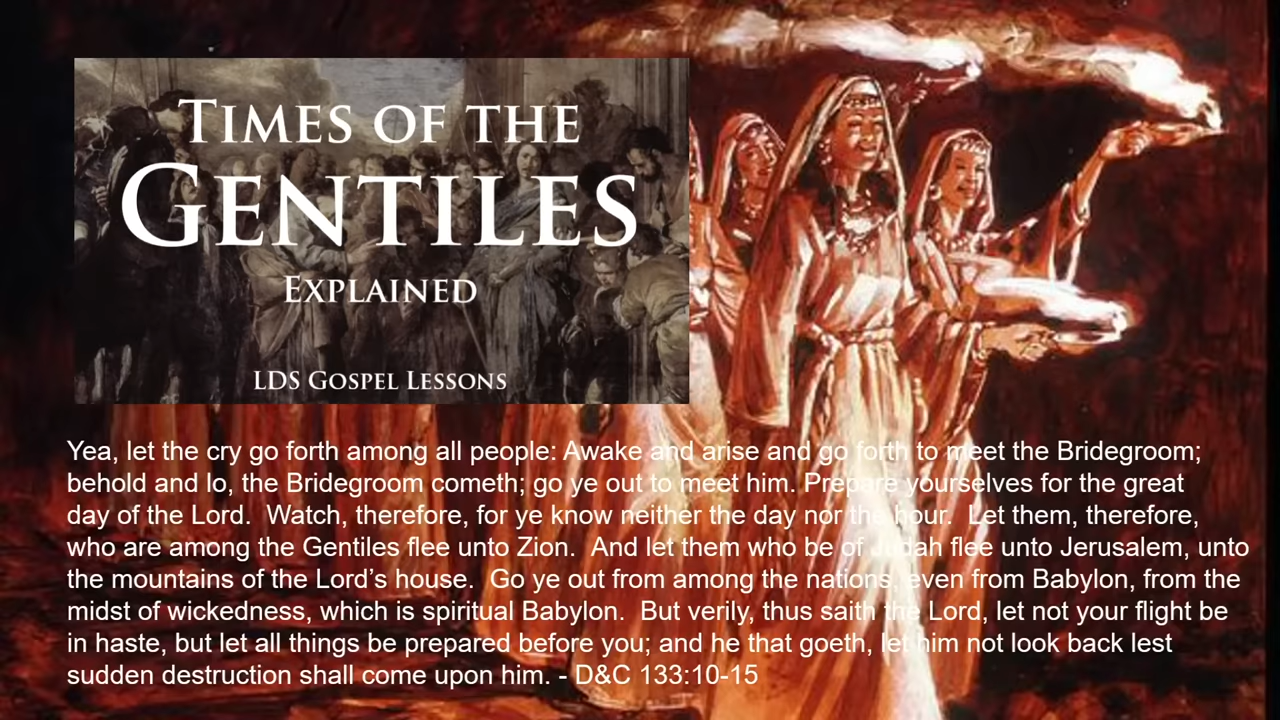 TIMES OF THE
GENTILES
EXPLAINED
LDS GOSPEL LESSONS
Yea, let the cry go forth among all people: Awake and arise and go forth to meet the Bridegroom;
behold and lo, the Bridegroom cometh; go ye out to meet him. Prepare yourselves for the great
day of the Lord.  Watch, therefore, for ye know neither the day nor the hour.  Let them, therefore,
who are among the Gentiles flee unto Zion.  And let them who be of Judah flee unto Jerusalem, unto
the mountains of the Lord’s house.  Go ye out from among the nations, even from Babylon, from the
midst of wickedness, which is spiritual Babylon.  But verily, thus saith the Lord, let not your flight be
in haste, but let all things be prepared before you; and he that goeth, let him not look back lest
sudden destruction shall come upon him. - D&C 133:10-15